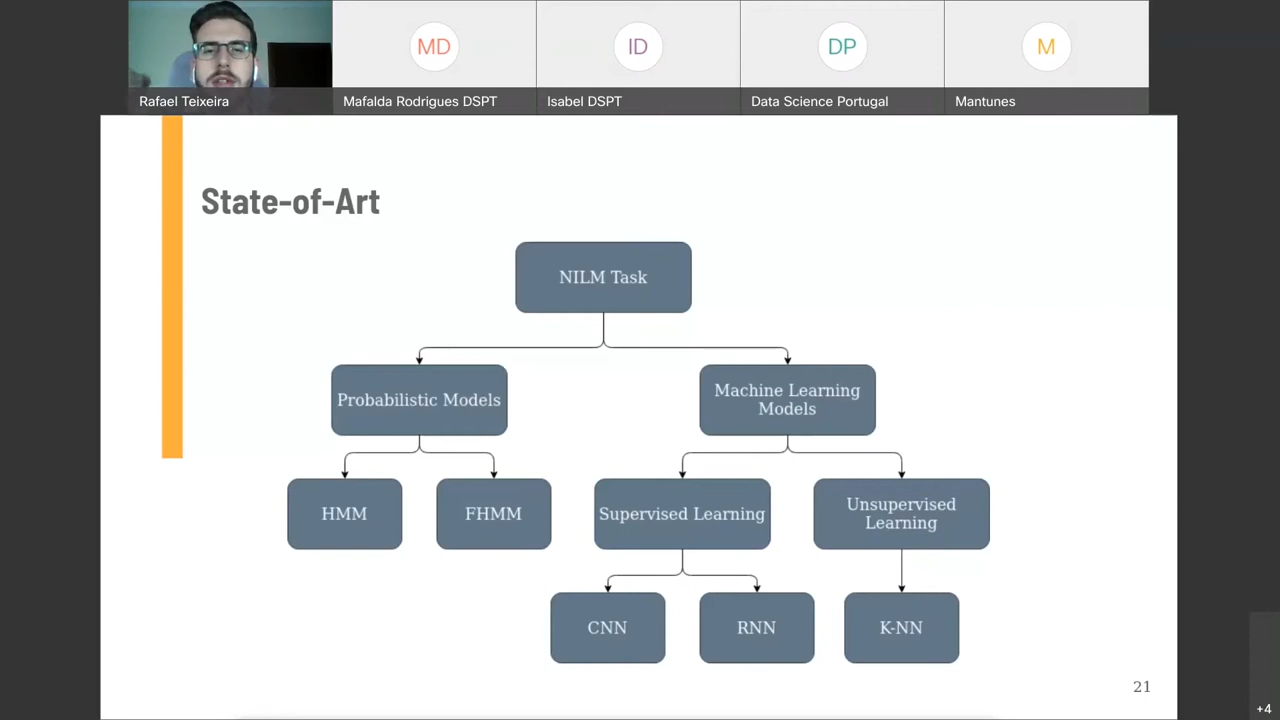 MD
ID
DP
M
Rafael Teixeira
Mafalda Rodrigues DSPT
Isabel DSPT
Data Science Portugal
Mantunes
State-of-Art
NILM Task
Probabilistic Models
Machine Learning
Models
HMM
FHMM
Supervised Learning
Unsupervised
Learning
CNN
RNN
K-NN
21
+4